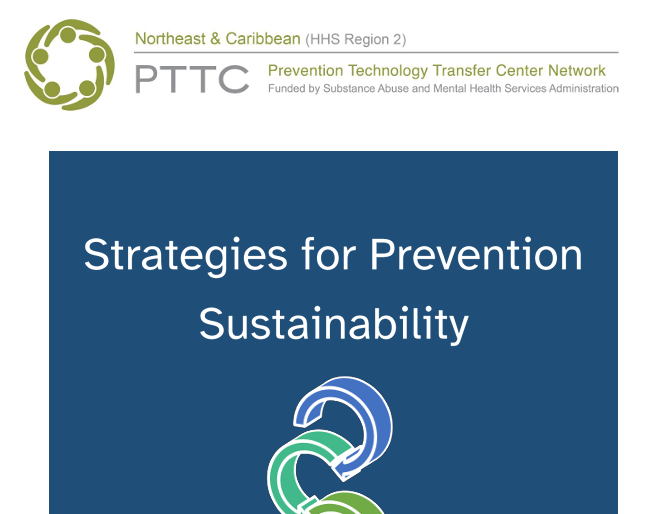 Northeast & Caribbean (HHS Region 2)
PTTC
Prevention Technology Transfer Center Network
Funded by Substance Abuse and Mental Health Services Administration
Strategies for Prevention
Sustainability